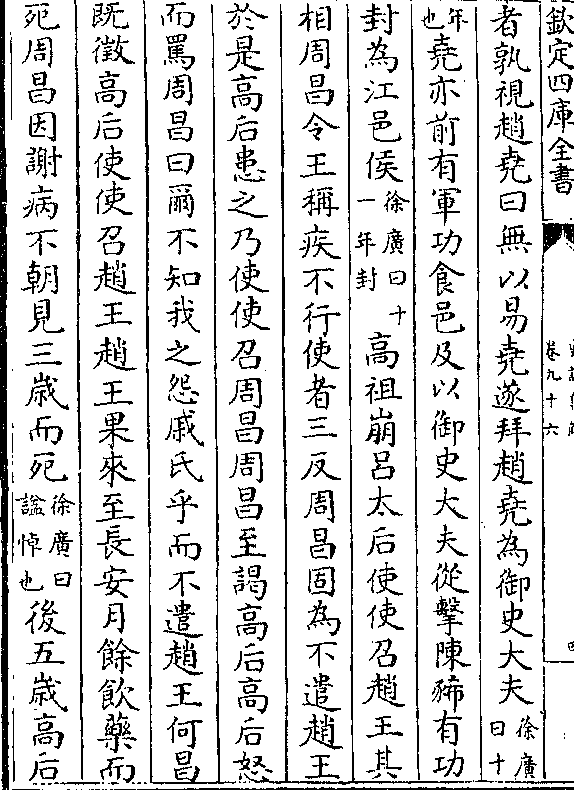 欽定四庫全書
卷九十六
者孰視趙堯曰無以易堯遂拜趙堯為御史大夫徐廣曰十
年也堯亦前有軍功食邑及以御史大夫從擊陳豨有功
封為江邑侯徐廣曰十一年封高祖崩呂太后使使召趙王其
相周昌令王稱疾不行使者三反周昌固為不遣趙王
於是高后患之乃使使召周昌周昌至謁高后高后怒
而罵周昌曰爾不知我之怨戚氏乎而不遣趙王何昌
既徵高后使使召趙王趙王果來至長安月餘飲藥而
死周昌因謝病不朝見三歲而死徐廣曰諡悼也後五歲高后